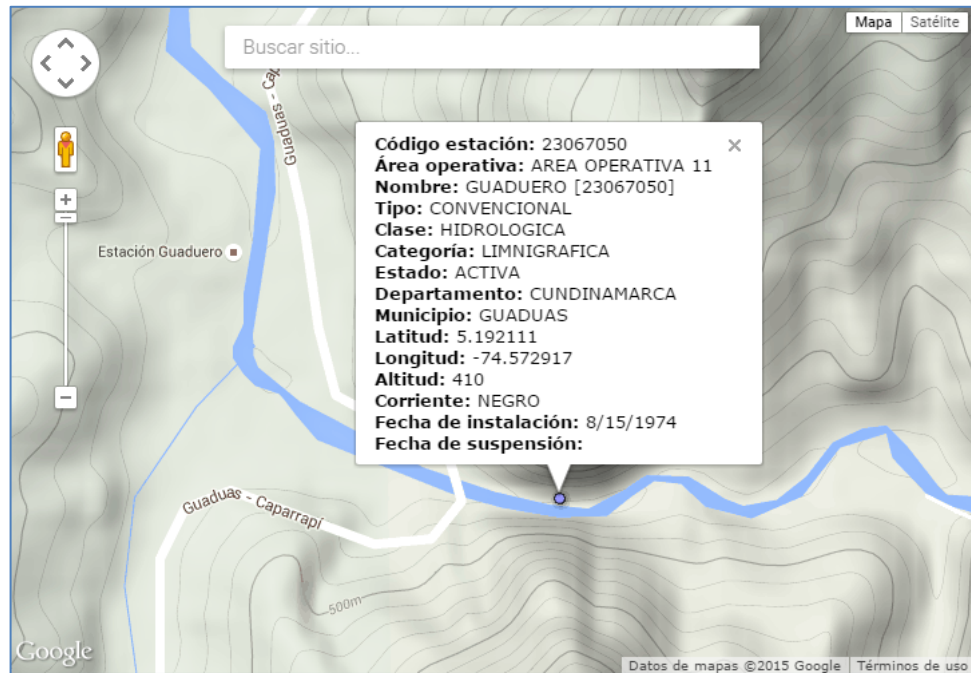 Mapa Satélite
Buscar sitio...
Guaduas - Cap
Código estación: 23067050 ×
Área operativa: AREA OPERATIVA 11
Nombre: GUADUERO [23067050]
Tipo: CONVENCIONAL
Clase: HIDROLOGICA
Categoría: LIMNIGRAFICA
Estado: ACTIVA
Departamento: CUNDINAMARCA
Municipio: GUADUAS
Latitud: 5.192111
Longitud: -74.572917
Altitud: 410
Corriente: NEGRO
Fecha de instalación: 8/15/1974
Fecha de suspensión:
Estación Guaduero
Guaduas - Caparrapí
500m
Google
Datos de mapas ©2015 Google Términos de uso